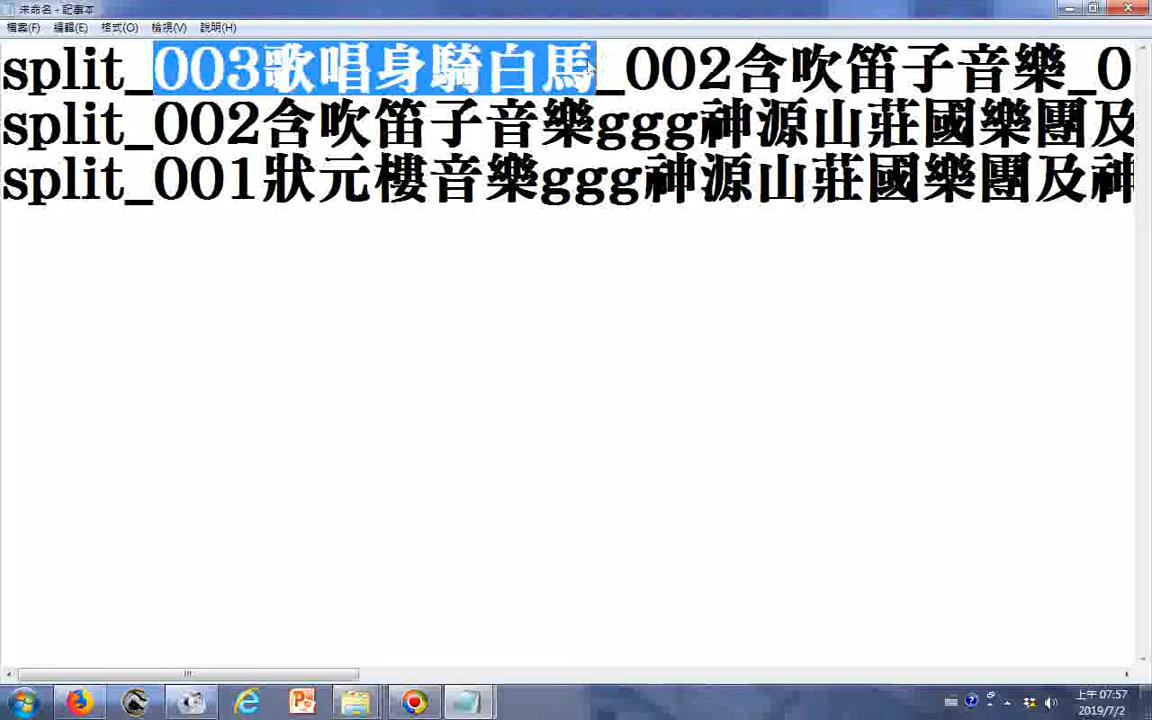 未命名 - 記事本
檔案(F) 編輯(E) 格式(O) 檢視(V) 說明(H)
split_003歌唱身騎白馬_002含吹笛子音樂_0
split_002含吹笛子音樂ggg神源山莊國樂團及
split_001狀元樓音樂ggg神源山莊國樂團及神
上午 07:57
2019/7/2